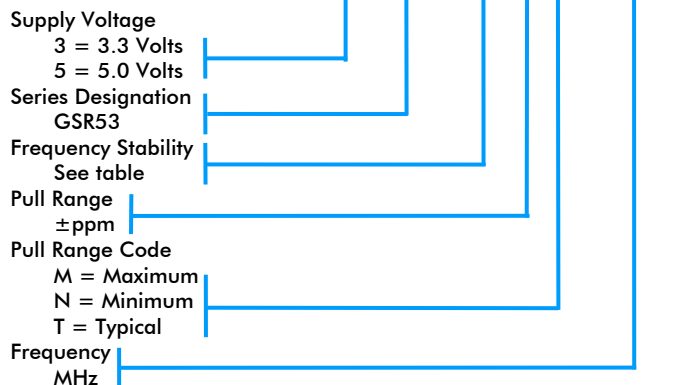 Supply Voltage
3 = 3.3 Volts
5 = 5.0 Volts
Series Designation
GSR53
Frequency Stability
See table
Pull Range
±ppm
Pull Range Code
M = Maximum
N = Minimum
T = Typical
Frequency
MHz